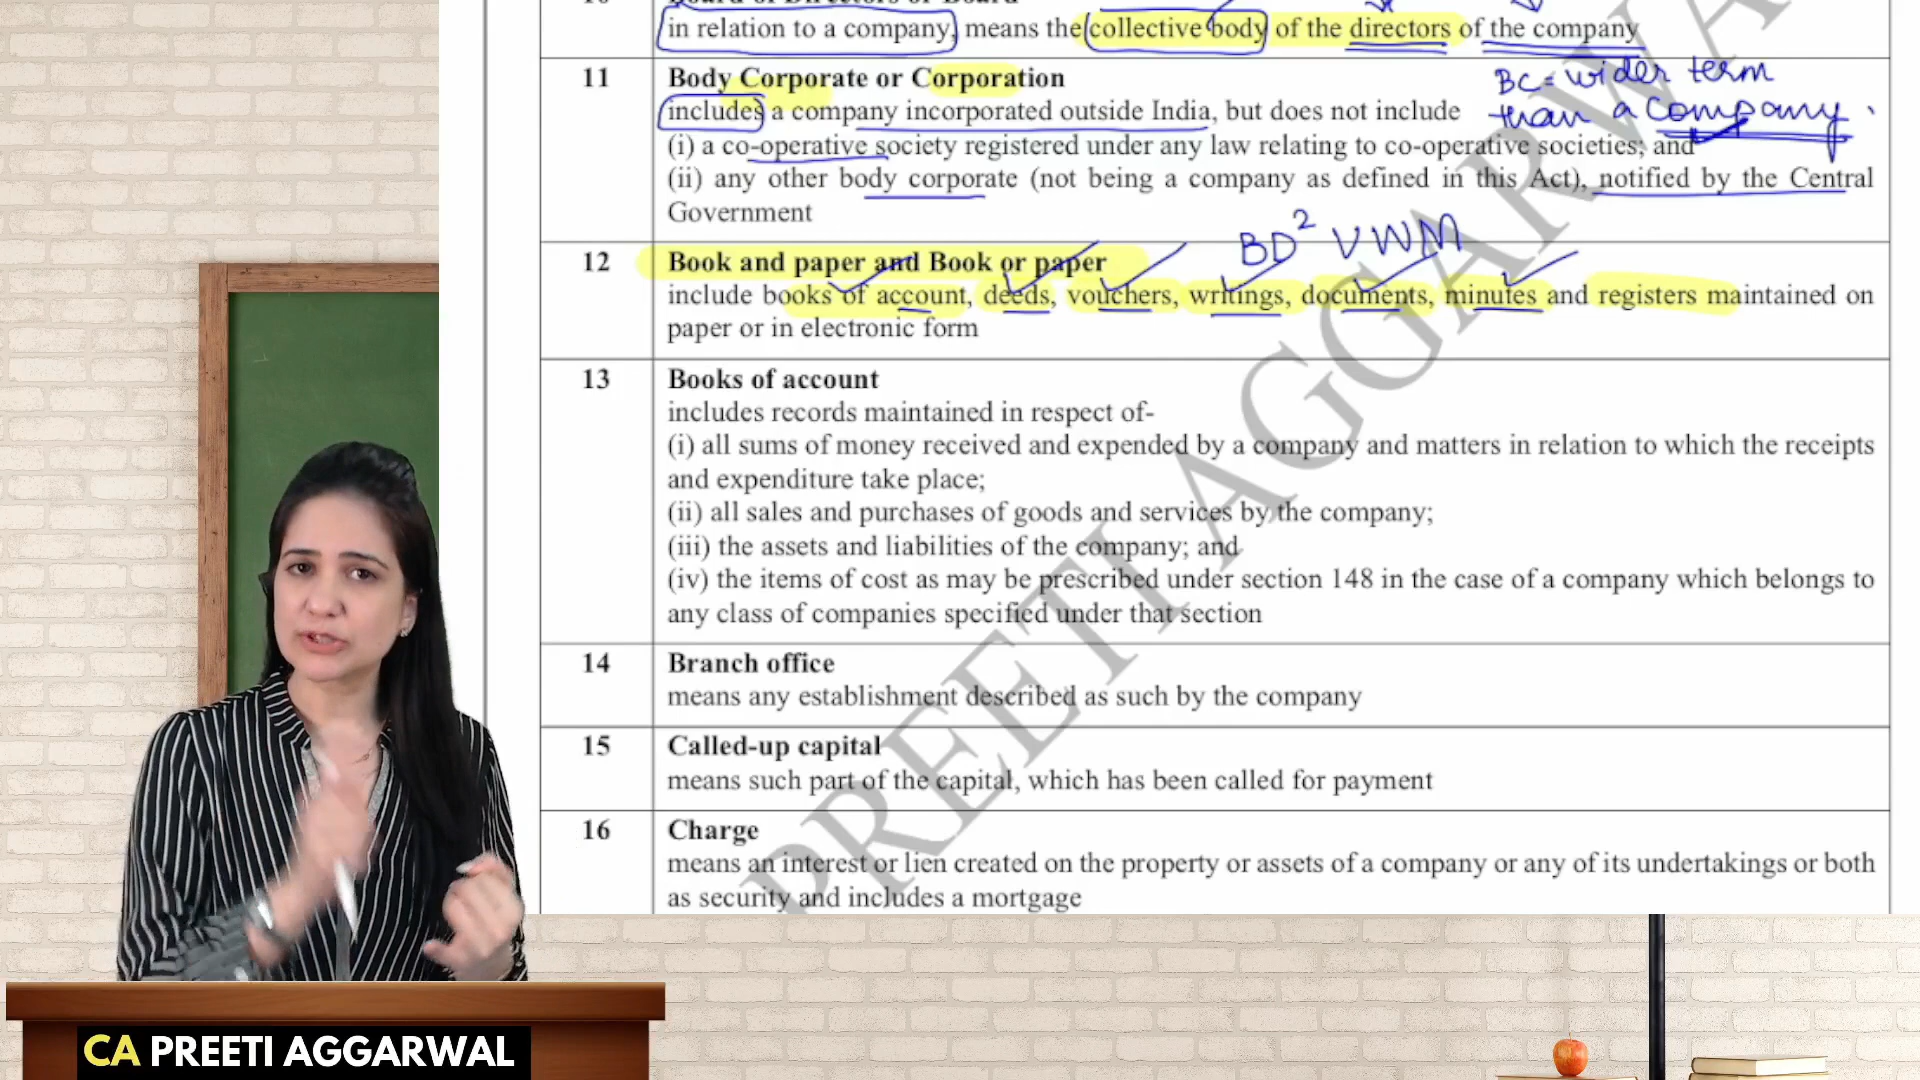 in relation to a company, means the collective body of the directors of the company
11
Body Corporate or Corporation
includes a company incorporated outside India, but does not include
(i) a co-operative society registered under any law relating to co-operative societies; and
(ii) any other body corporate (not being a company as defined in this Act), notified by the Central
Government
BC = wider term
than a company.
BD² VWM
12
Book and paper and Book or paper
include books of account, deeds, vouchers, writings, documents, minutes and registers maintained on
paper or in electronic form
13
Books of account
includes records maintained in respect of-
(i) all sums of money received and expended by a company and matters in relation to which the receipts
and expenditure take place;
(ii) all sales and purchases of goods and services by the company;
(iii) the assets and liabilities of the company; and
(iv) the items of cost as may be prescribed under section 148 in the case of a company which belongs to
any class of companies specified under that section
14
Branch office
means any establishment described as such by the company
15
Called-up capital
means such part of the capital, which has been called for payment
16
Charge
means an interest or lien created on the property or assets of a company or any of its undertakings or both
as security and includes a mortgage
PREETI AGGARWA
CA PREETI AGGARWAL